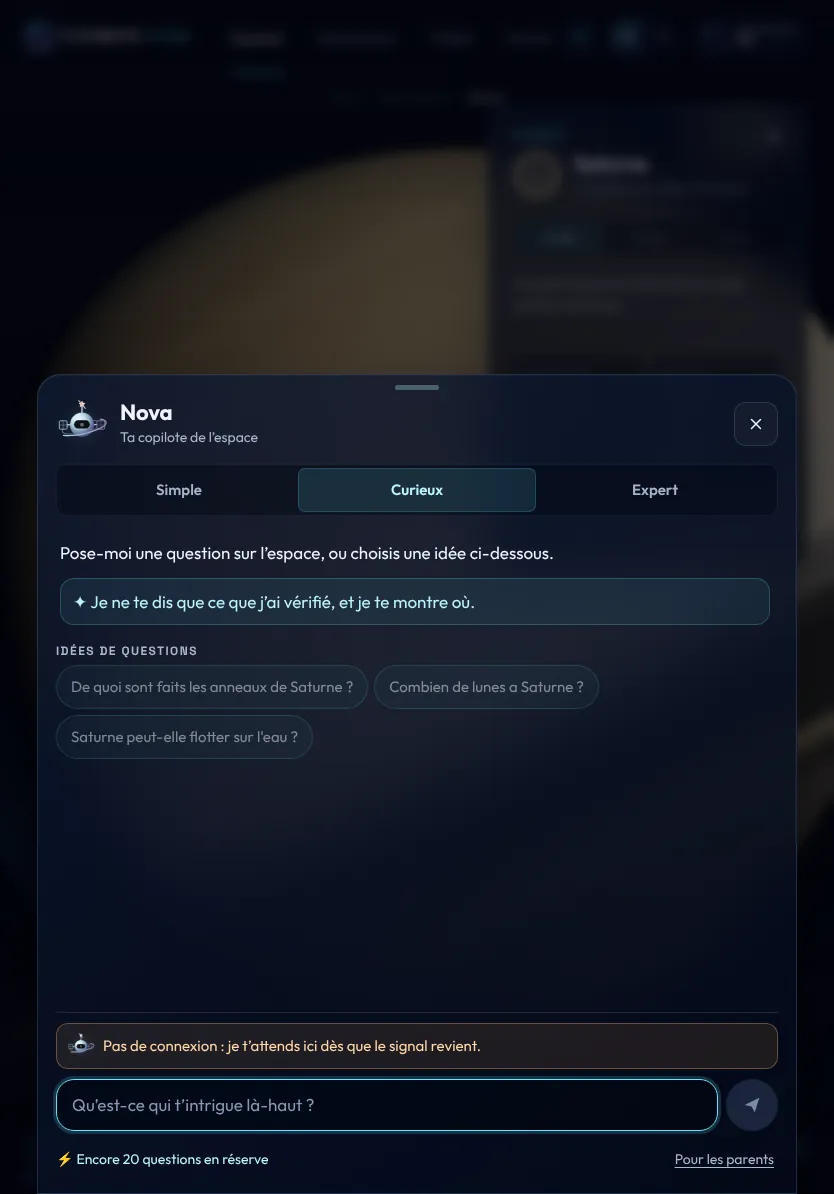 Nova
Ta copilote de l'espace
Simple
Curieux
Expert
Pose-moi une question sur l’espace, ou choisis une idée ci-dessous.
✦ Je ne te dis que ce que j’ai vérifié, et je te montre où.
IDÉES DE QUESTIONS
De quoi sont faits les anneaux de Saturne ?
Combien de lunes a Saturne ?
Saturne peut-elle flotter sur l'eau ?
Pas de connexion : je t’attends ici dès que le signal revient.
Qu’est-ce qui t’intrigue là-haut ?
⚡ Encore 20 questions en réserve
Pour les parents